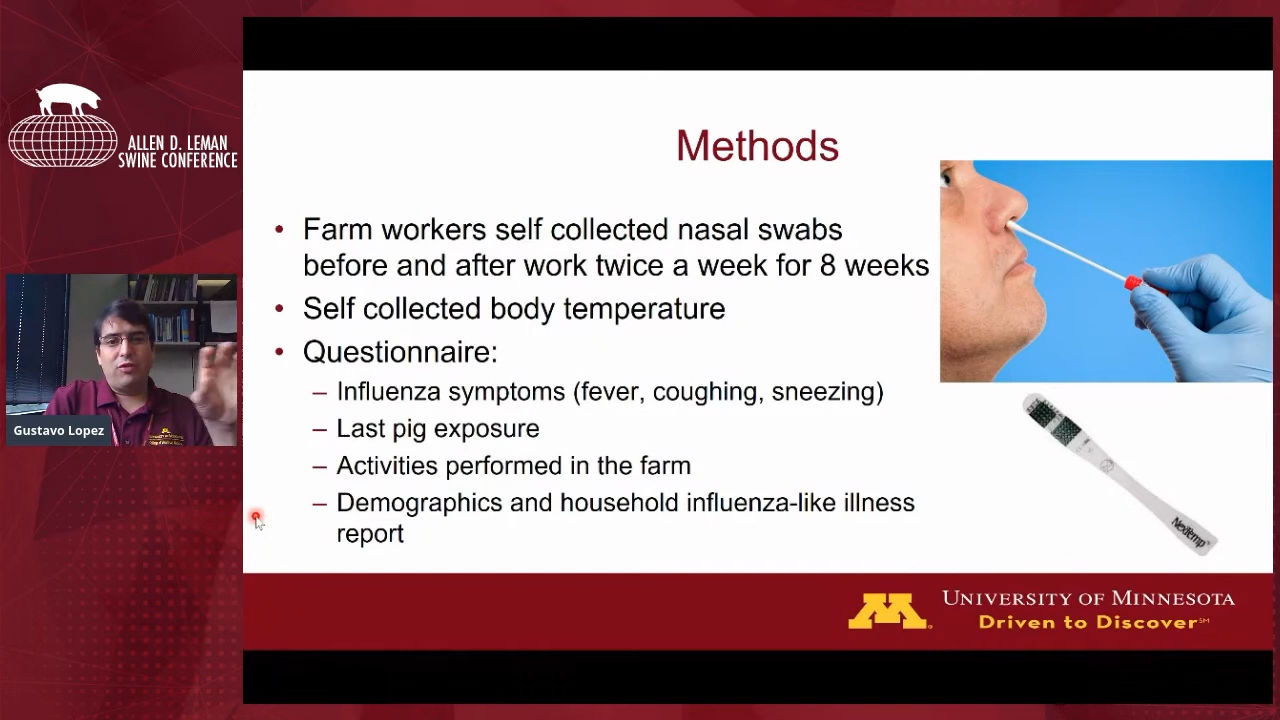 ALLEN D. LEMAN
SWINE CONFERENCE
Methods
• Farm workers self collected nasal swabs
before and after work twice a week for 8 weeks
• Self collected body temperature
• Questionnaire:
– Influenza symptoms (fever, coughing, sneezing)
– Last pig exposure
– Activities performed in the farm
– Demographics and household influenza-like illness
report
NexTemp
Gustavo Lopez
M
UNIVERSITY OF MINNESOTA
Driven to Discover℠